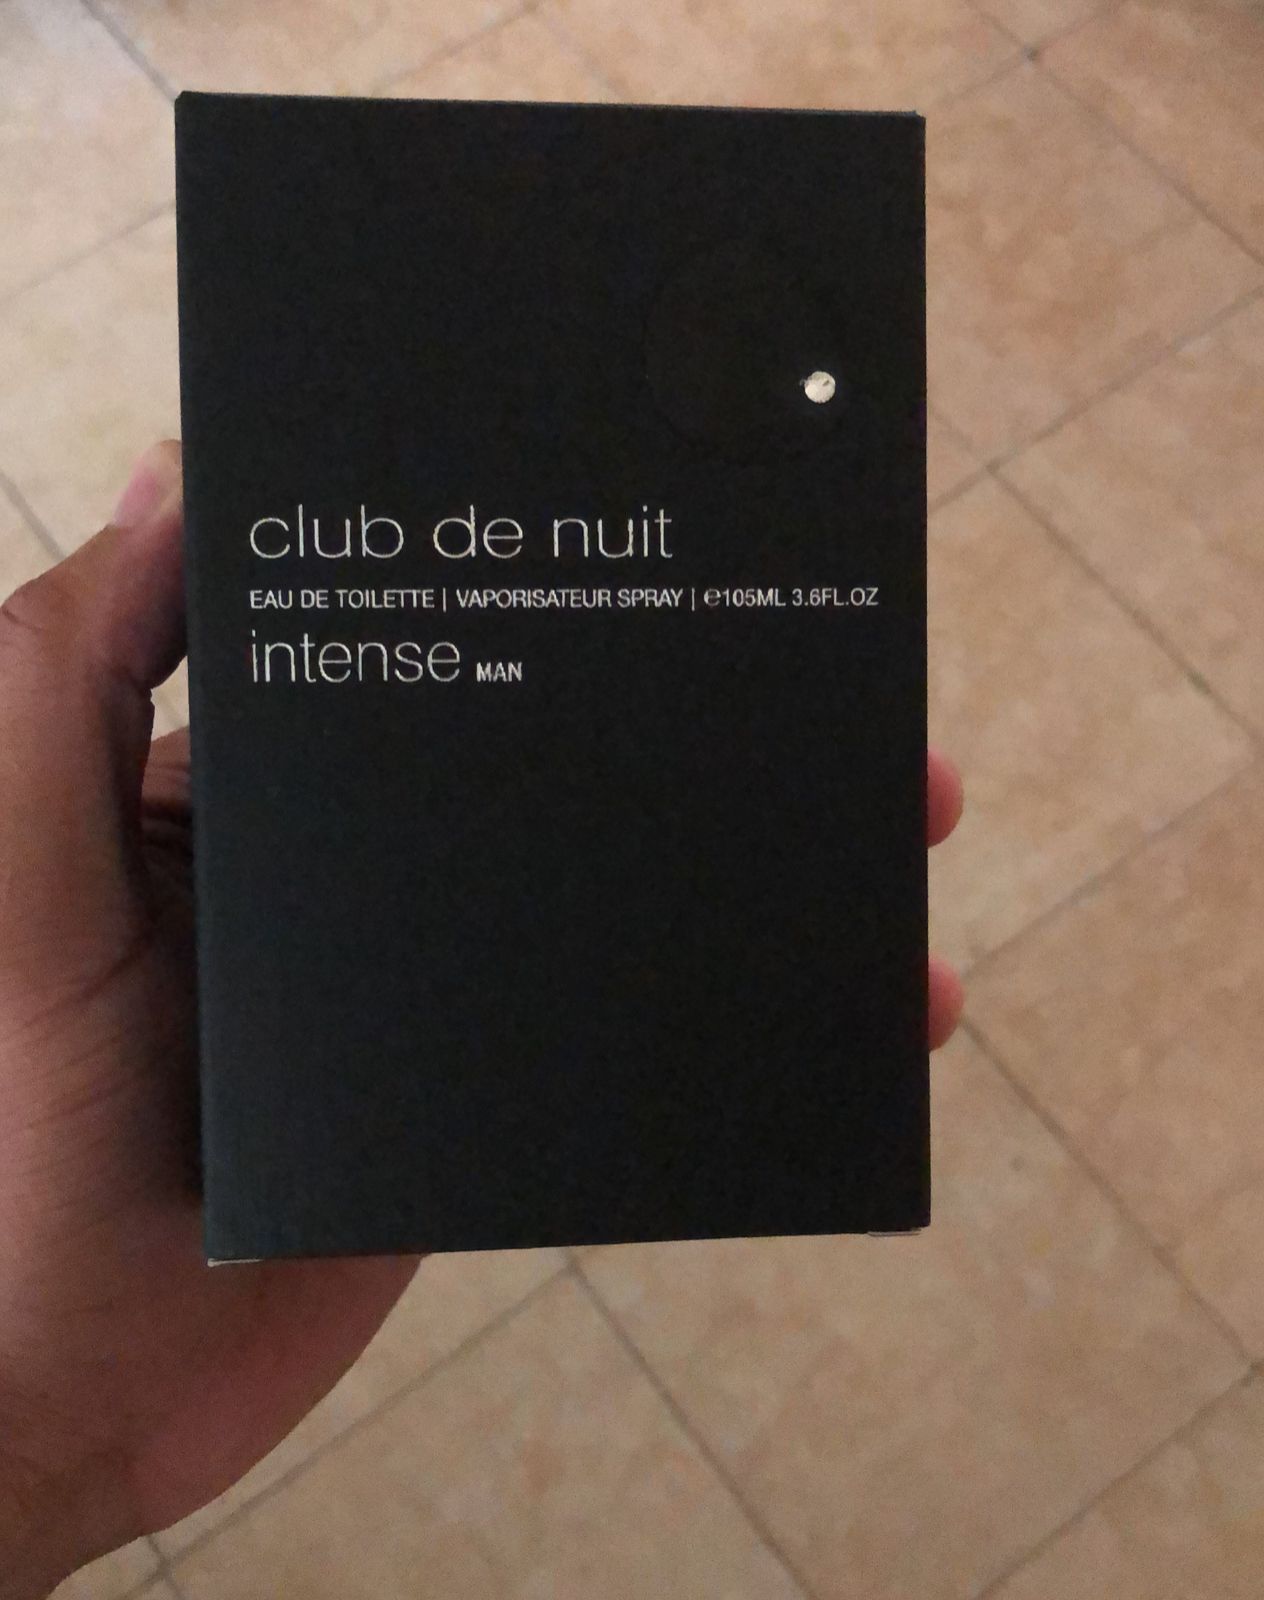 club de nuit
EAU DE TOILETTE | VAPORISATEUR SPRAY | ℮105ML 3.6FL.OZ
intense MAN